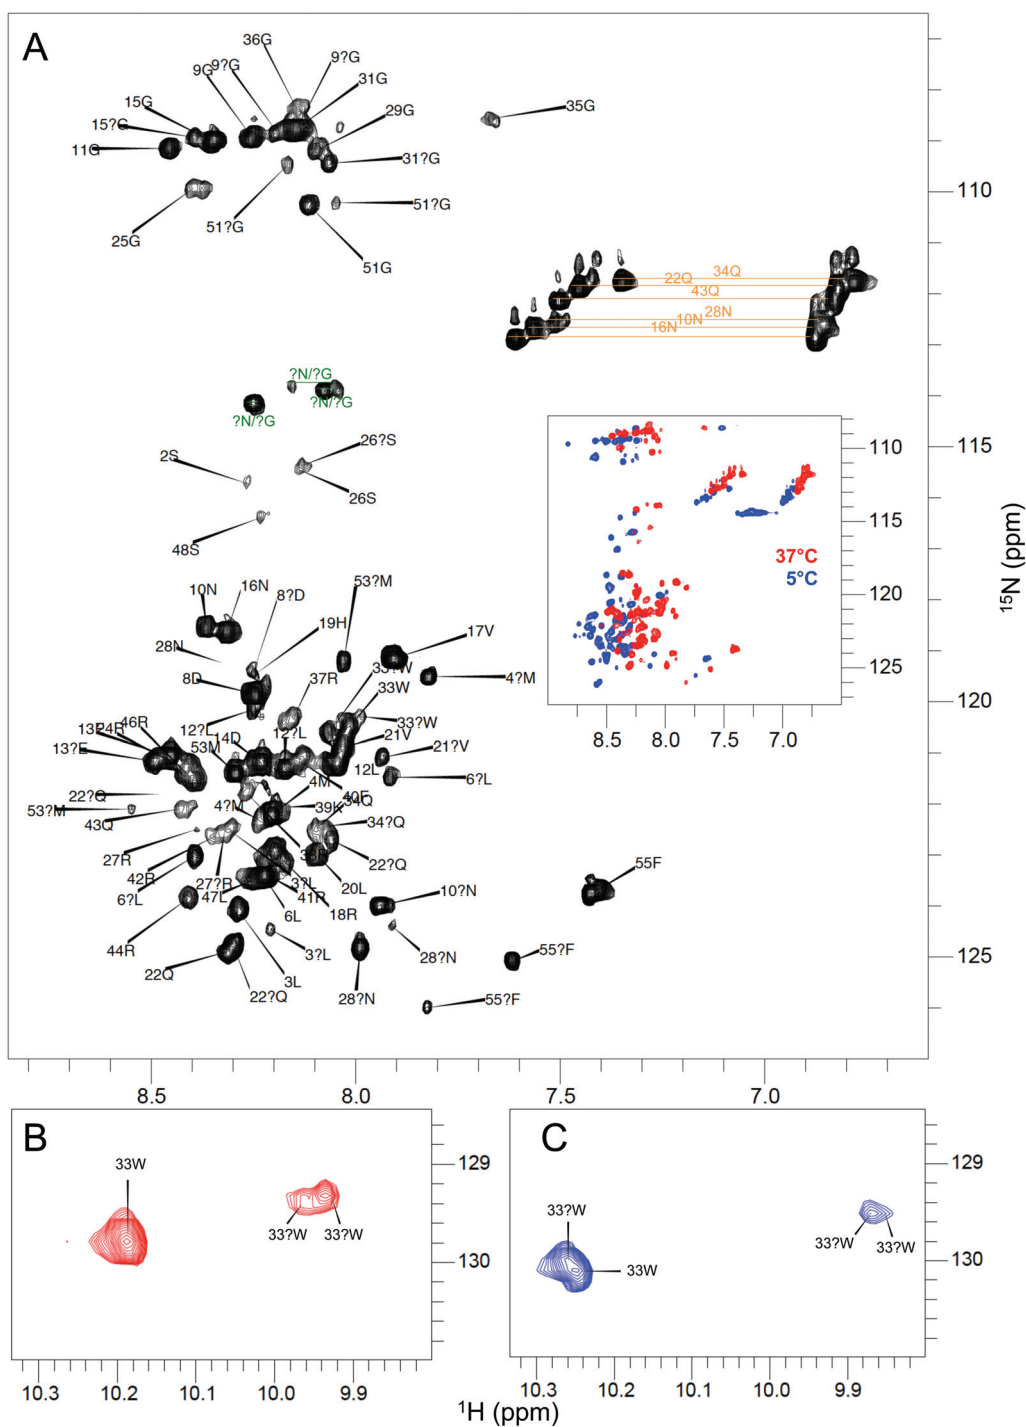 A
36G
9?G
9?G
9G
31G
15G
29G
35G
15?G
11G
31?G
110
51?G
51?G
25G
51G
34Q
22Q
43Q
28N
10N
16N
?N/?G
?N/?G
?N/?G
26?S
2S
26S
48S
115
110
115
120
125
37°C
5°C
8.5
8.0
7.5
7.0
15N (ppm)
10N
16N
8?D
53?M
19H
17V
28N
37R
33?W
33W
4?M
8D
120
33?W
46R
12?L
14D
12?L
21V
13?E
53M
12L
21?V
6?L
4M
40F
22?Q
39K
34Q
53?M
43Q
4?M
34?Q
27R
22?Q
42R
3?L
55F
6?L
27?R
47L
41R
20L
10?N
6L
18R
44R
3?L
28?N
55?F
125
22Q
3L
22?Q
28?N
55?F
8.5
8.0
7.5
7.0
B
33W
129
33?W
33?W
130
10.3
10.2
10.1
10.0
9.9
C
33?W
129
33?W
33?W
33W
130
10.3
10.2
10.1
10.0
9.9
1H (ppm)